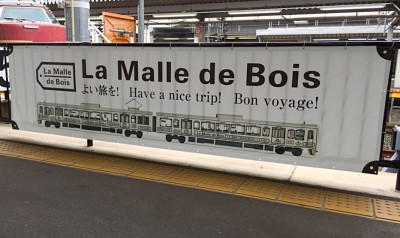 La Malle
de Bois
La Malle de Bois
よい旅を! Have a nice trip! Bon voyage!